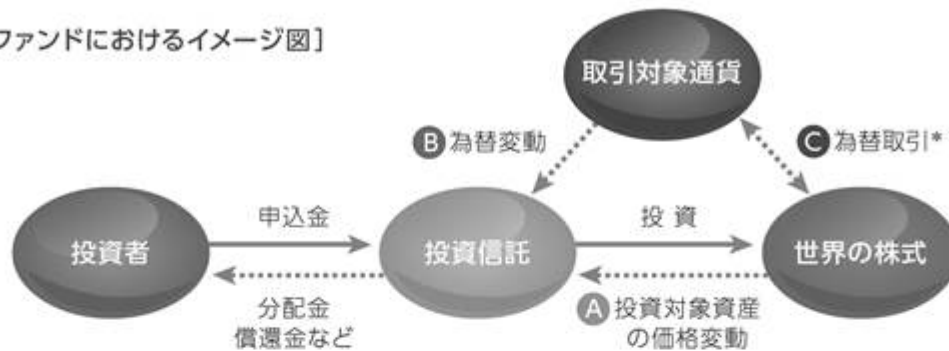 ファンドにおけるイメージ図]
取引対象通貨
B 為替変動
C 為替取引*
投資者
申込金
投資信託
投 資
世界の株式
分配金
償還金など
A 投資対象資産
の価格変動